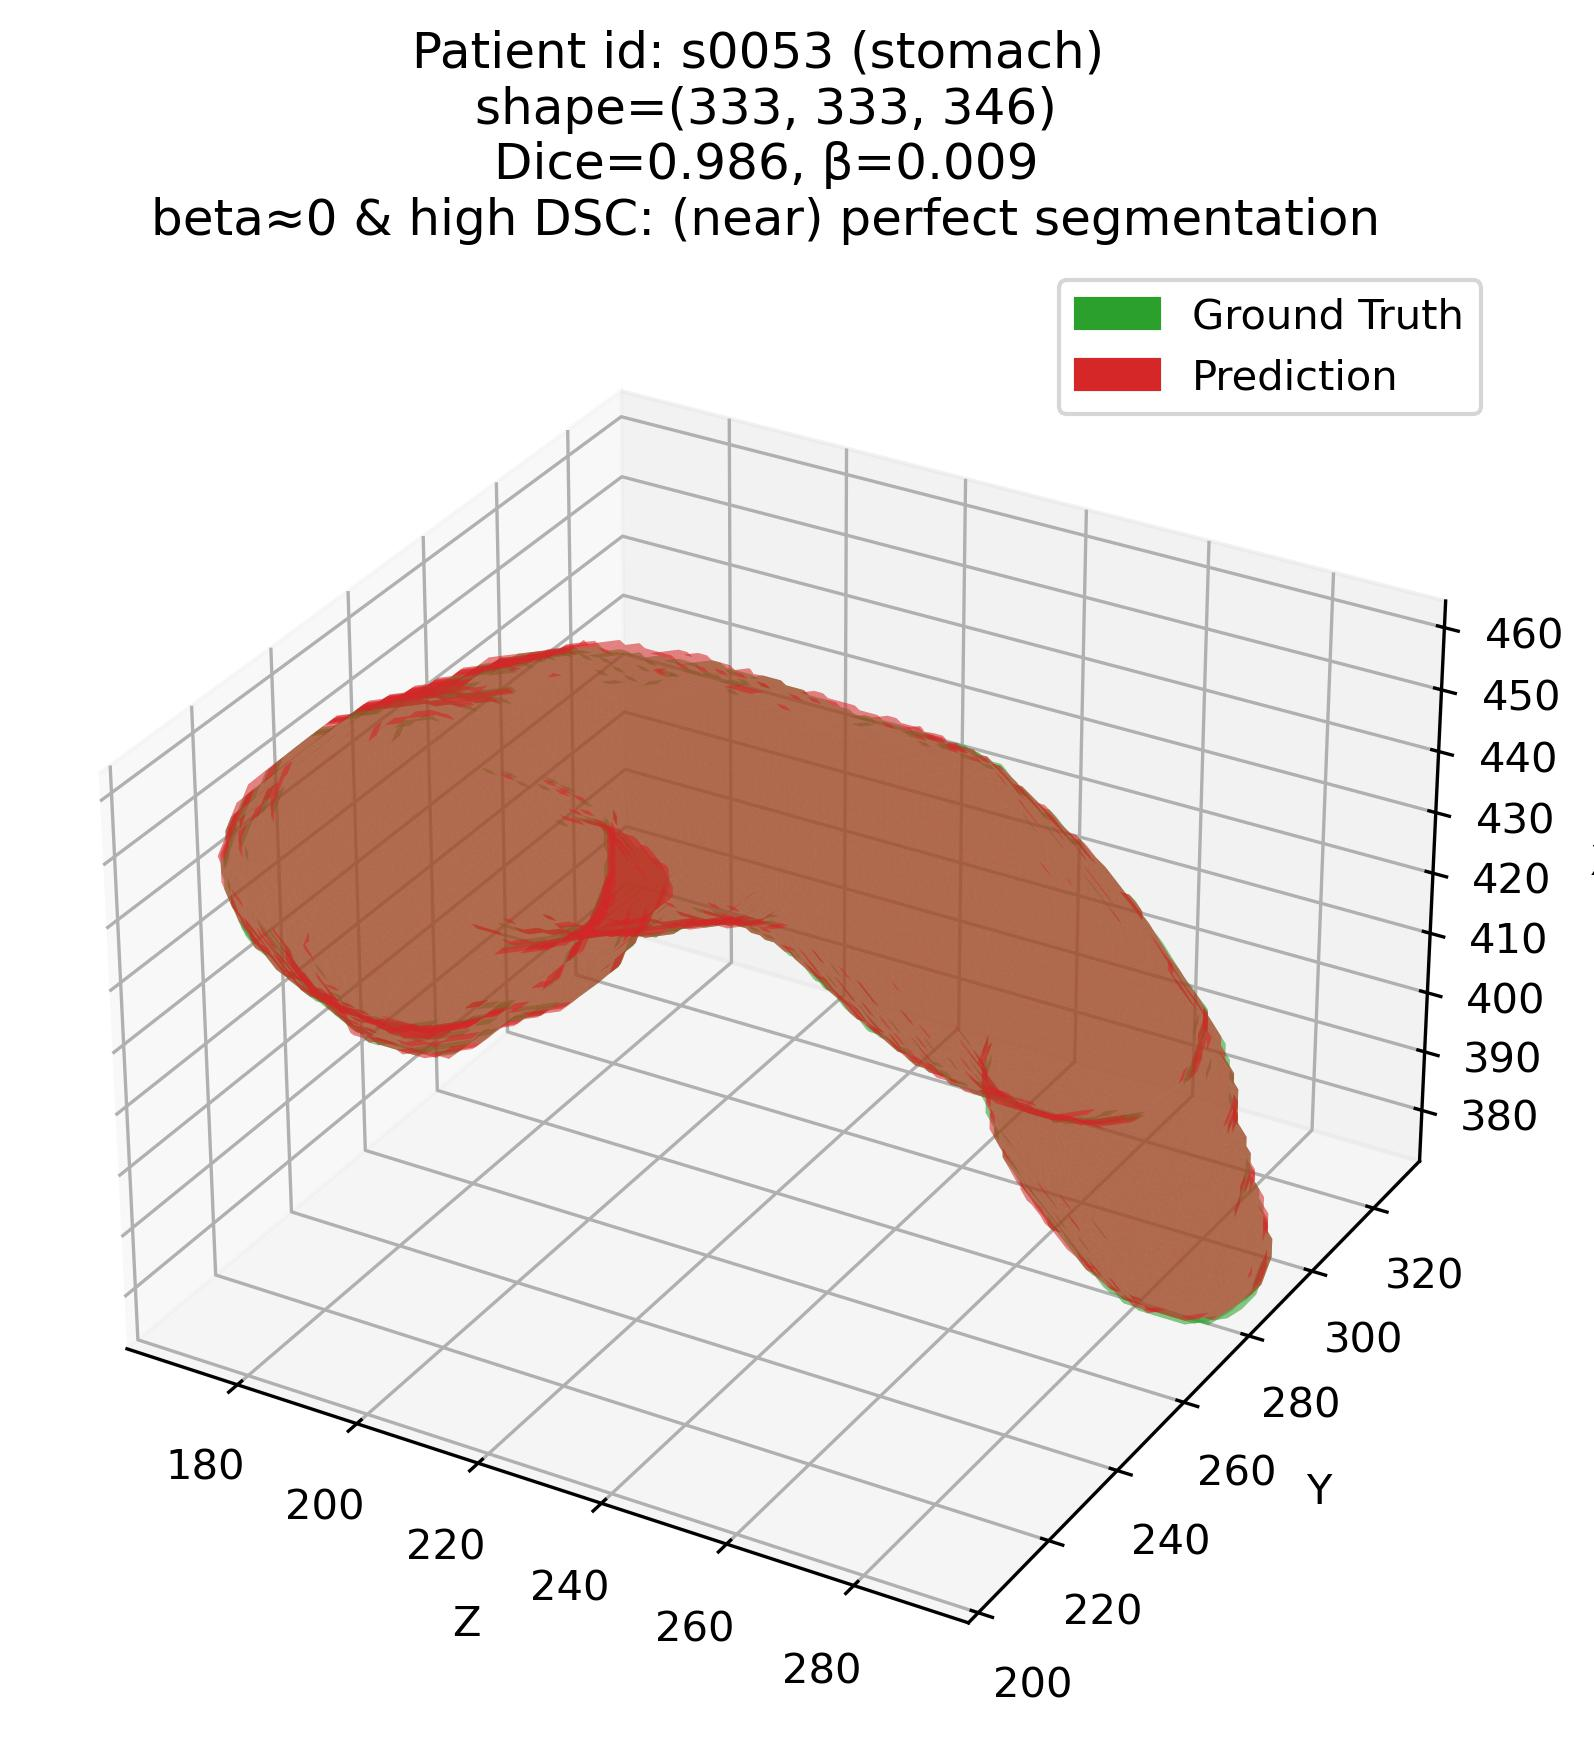 Patient id: s0053 (stomach)
shape=(333, 333, 346)
Dice=0.986, β=0.009
beta≈0 & high DSC: (near) perfect segmentation
Ground Truth
Prediction
460
450
440
430
420
410
400
390
380
320
300
280
260
240
220
200
Y
180
200
220
240
260
280
Z